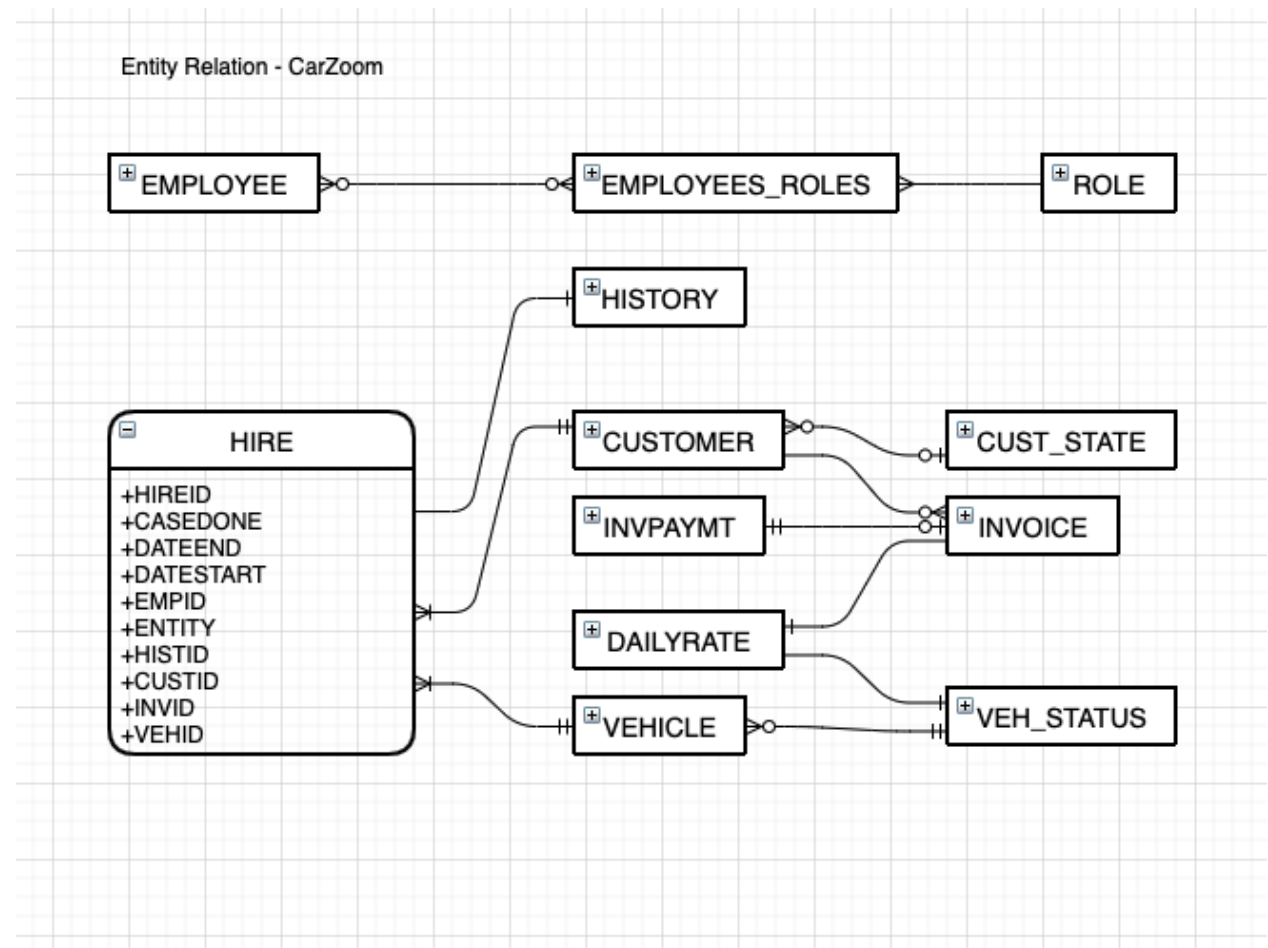 Entity Relation - CarZoom
EMPLOYEE
EMPLOYEES_ROLES
ROLE
HISTORY
HIRE
+HIREID
+CASEDONE
+DATEEND
+DATESTART
+EMPID
+ENTITY
+HISTID
+CUSTID
+INVID
+VEHID
CUSTOMER
CUST_STATE
INVPAYMT
INVOICE
DAILYRATE
VEHICLE
VEH_STATUS